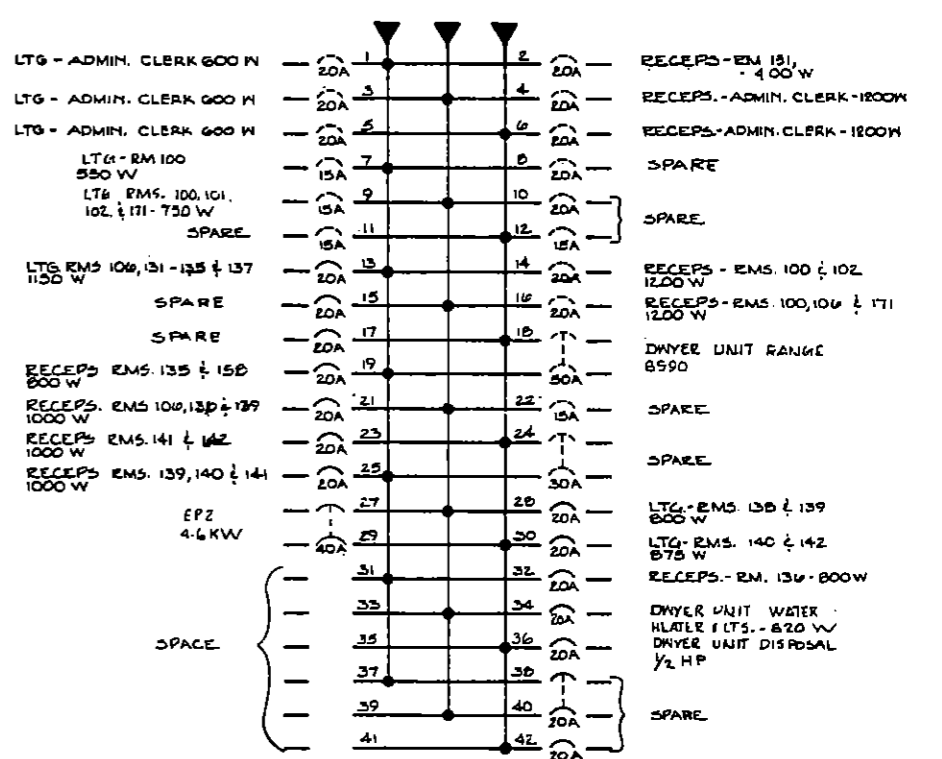 LTG - ADMIN. CLERK 600 W 20A 1 2 20A RECEPS-RM 131,
- 400 W
LTG - ADMIN. CLERK 600 W 20A 3 4 20A RECEPS.-ADMIN. CLERK-1200W
LTG - ADMIN. CLERK 600 W 20A 5 6 20A RECEPS-ADMIN. CLERK-1200W
LTG-RM 100
550 W 15A 7 8 20A SPARE
LTG RMS. 100, 101,
102, & 171-750 W 15A 9 10 20A
SPARE
SPARE 15A 11 12 15A
LTG RMS 106, 131-135 & 137
1150 W 20A 13 14 20A RECEPS - RMS. 100 & 102
1200 W
SPARE 20A 15 16 20A RECEPS-RMS. 100, 106 & 171
1200 W
SPARE 20A 17 18
DWYER UNIT RANGE
8590
RECEPS RMS. 135 & 158
800 W 20A 19 50A
RECEPS. RMS 106, 130 & 139
1000 W 20A 21 22 15A SPARE
RECEPS RMS. 141 & 142
1000 W 20A 23 24
SPARE
RECEPS RMS. 139, 140 & 141
1000 W 20A 25 30A
EPZ
4.6 KW
27 28 20A LTG.-RMS. 138 & 139
800 W
40A 29 30 20A LTG-RMS. 140 & 142
875 W
31 32 20A RECEPS.-RM. 136-800W
33 34 20A DWYER UNIT WATER
HEATER & LTS.-820 W
SPACE 35 36 20A DWYER UNIT DISPOSAL
1/2 HP
37 38
39 40 20A SPARE
41 42 20A